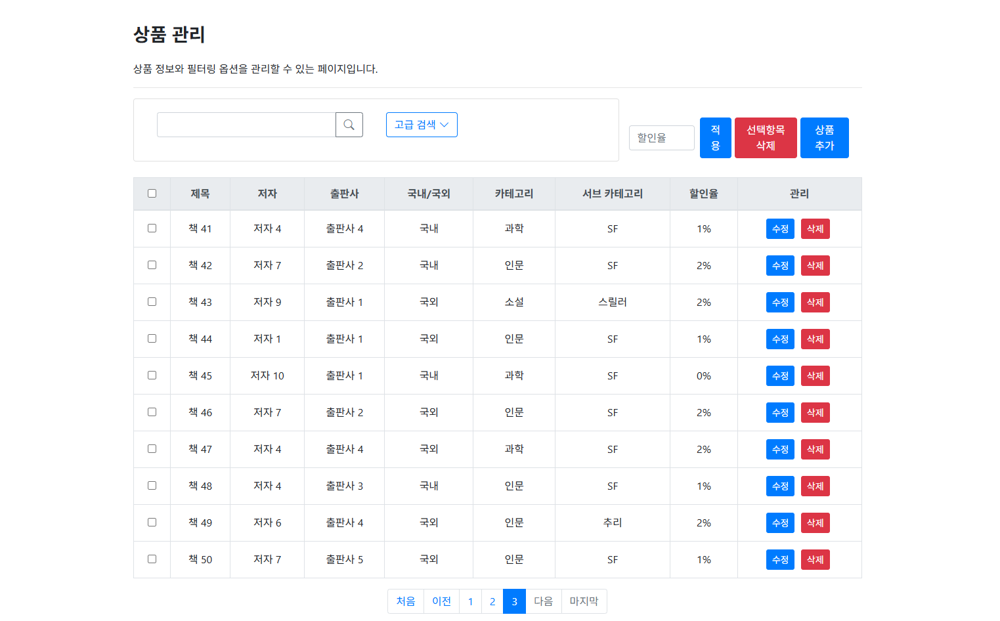 상품 관리
상품 정보와 필터링 옵션을 관리할 수 있는 페이지입니다.
고급 검색
할인율
적용
선택항목 삭제
상품 추가
제목 저자 출판사 국내/국외 카테고리 서브 카테고리 할인율 관리
책 41 저자 4 출판사 4 국내 과학 SF 1% 수정 삭제
책 42 저자 7 출판사 2 국내 인문 SF 2% 수정 삭제
책 43 저자 9 출판사 1 국외 소설 스릴러 2% 수정 삭제
책 44 저자 1 출판사 1 국외 인문 SF 1% 수정 삭제
책 45 저자 10 출판사 1 국내 과학 SF 0% 수정 삭제
책 46 저자 7 출판사 2 국외 인문 SF 2% 수정 삭제
책 47 저자 4 출판사 4 국외 과학 SF 2% 수정 삭제
책 48 저자 4 출판사 3 국내 인문 SF 1% 수정 삭제
책 49 저자 6 출판사 4 국외 인문 추리 2% 수정 삭제
책 50 저자 7 출판사 5 국외 인문 SF 1% 수정 삭제
처음 이전 1 2 3 다음 마지막